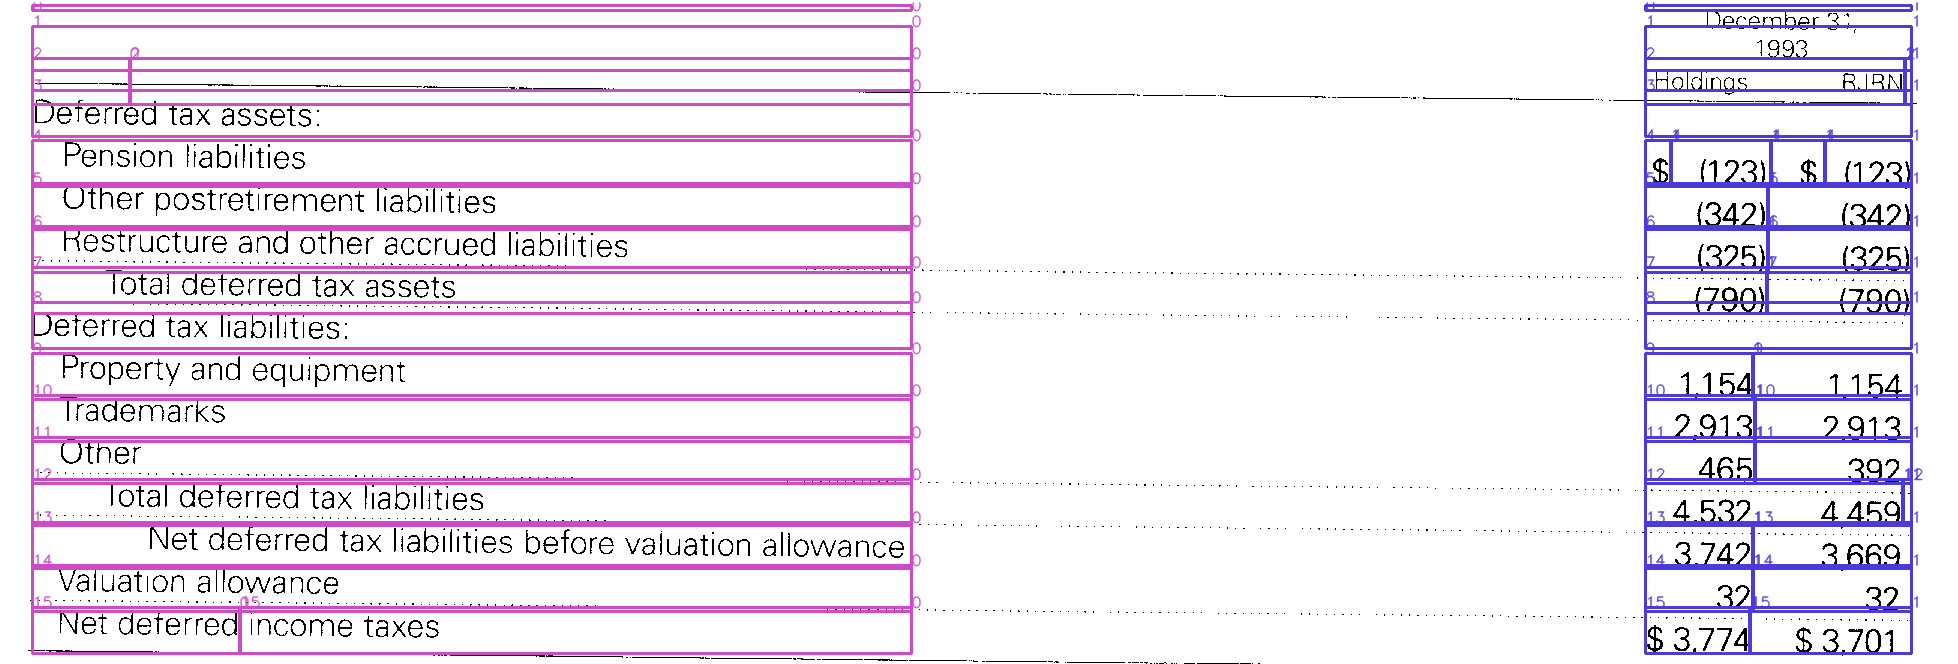 December 31,
1993
Holdings RJRN
Deferred tax assets:
Pension liabilities $ (123) $ (123)
Other postretirement liabilities (342) (342)
Restructure and other accrued liabilities (325) (325)
Total deferred tax assets (790) (790)
Deferred tax liabilities:
Property and equipment 1,154 1,154
Trademarks 2,913 2,913
Other 465 392
Total deferred tax liabilities 4,532 4,459
Net deferred tax liabilities before valuation allowance 3,742 3,669
Valuation allowance 32 32
Net deferred income taxes $ 3,774 $ 3,701